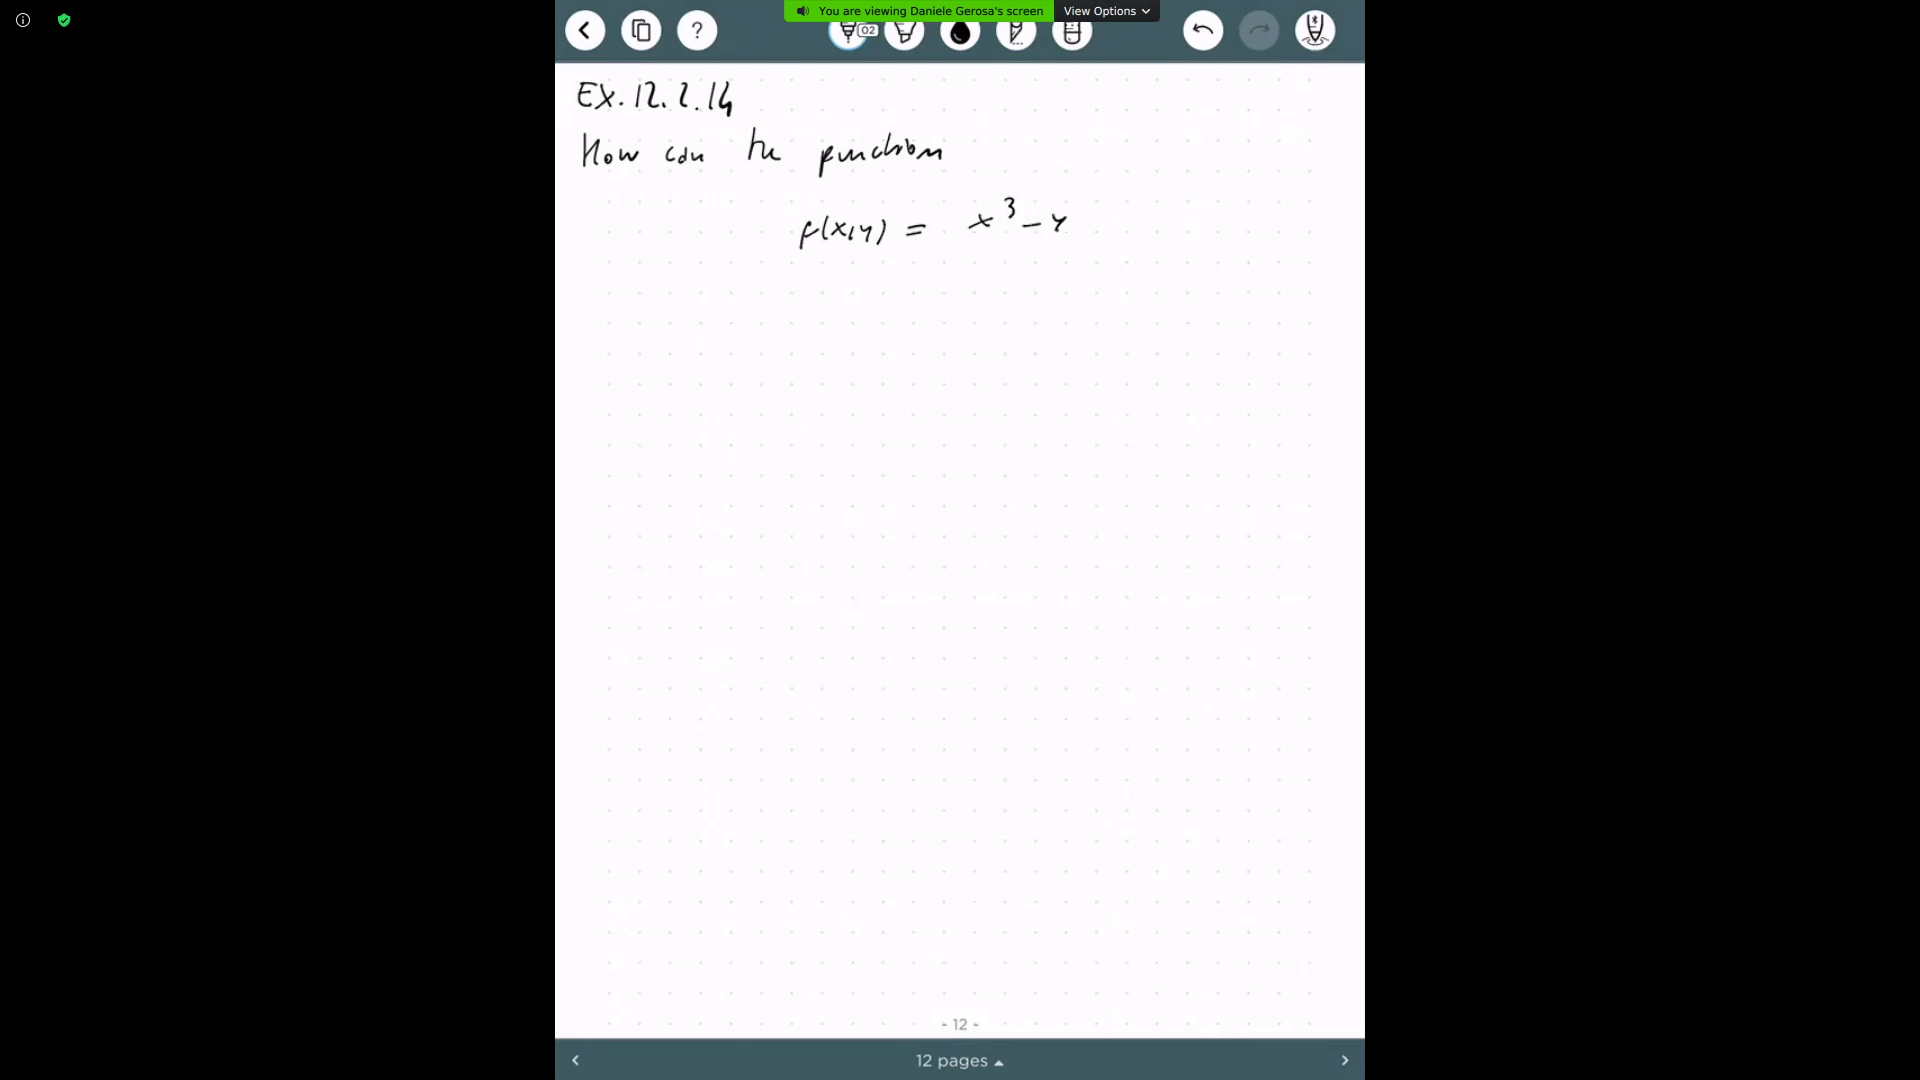 You are viewing Daniele Gerosa's screen View Options
02
EX. 12.2.14
How can the function
f(x,y) = x³-y
- 12 -
12 pages